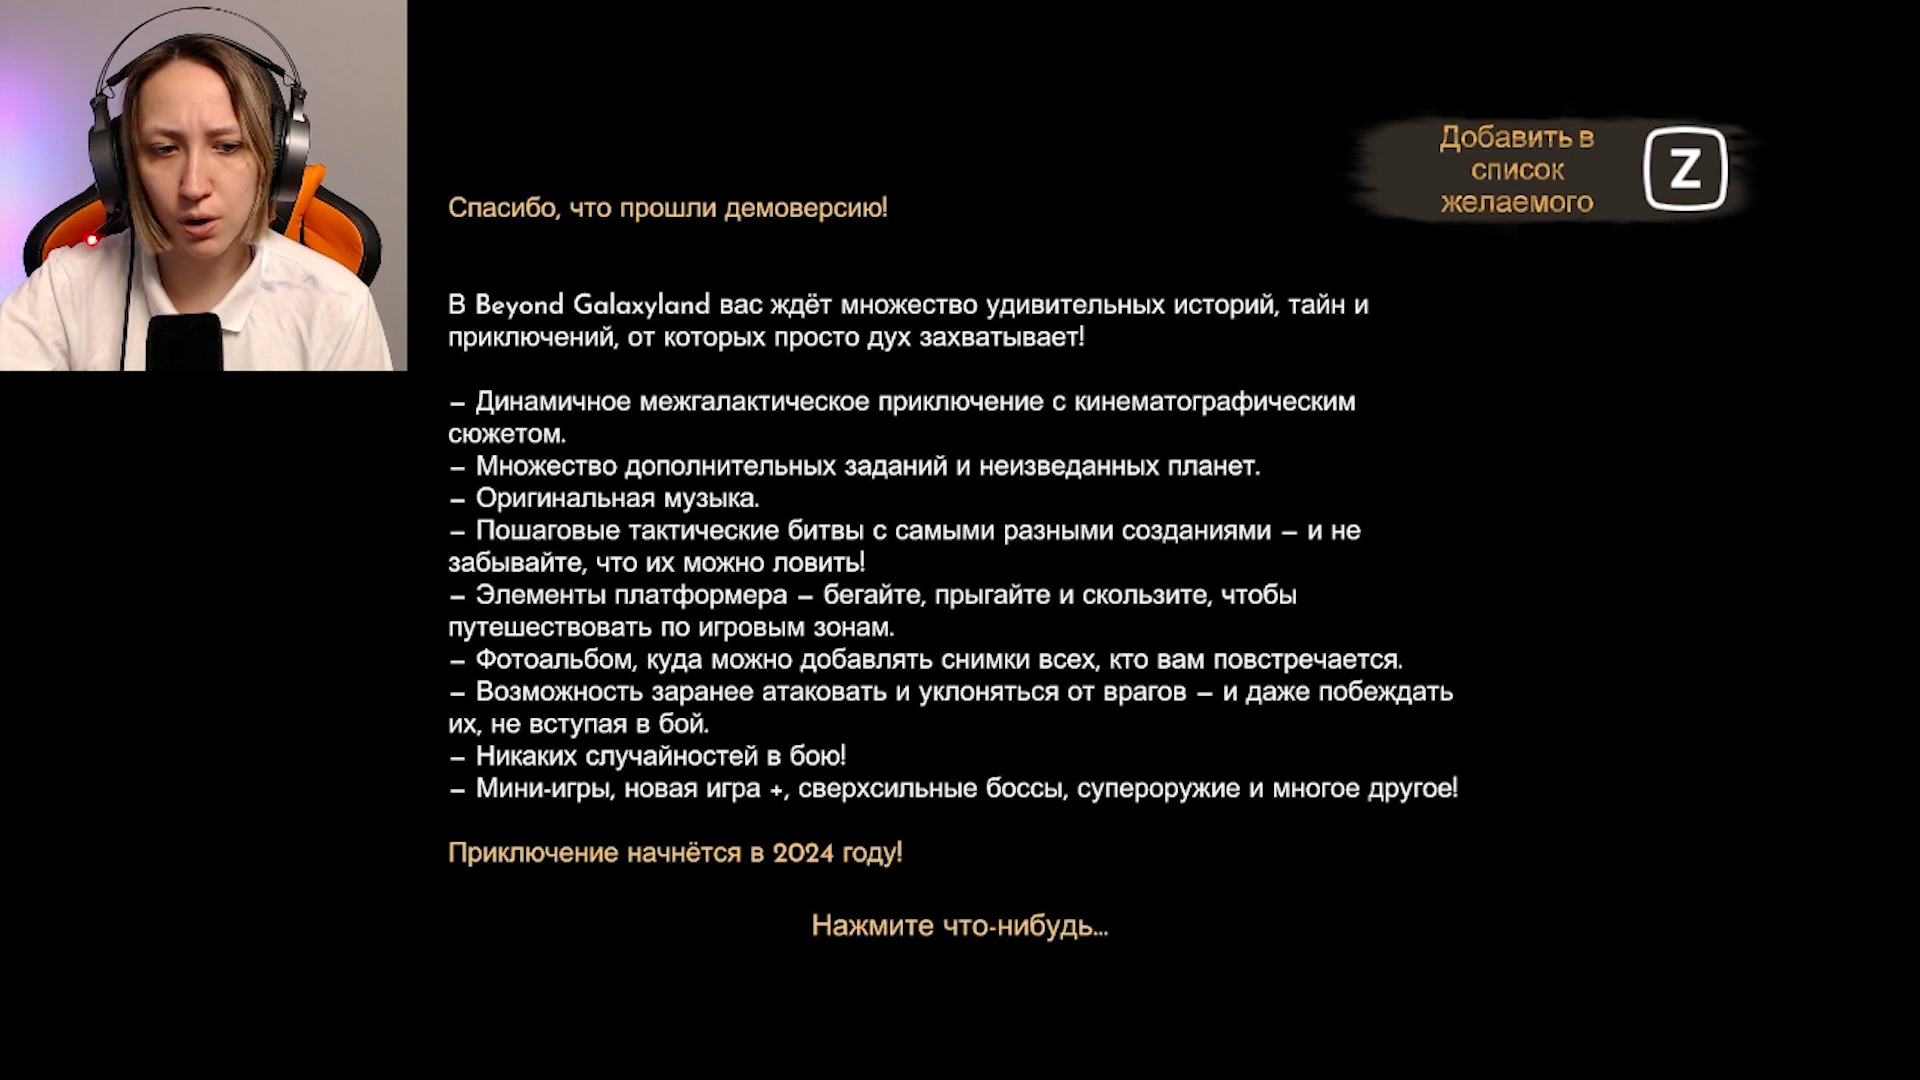 Добавить в
список
желаемого
Z
Спасибо, что прошли демоверсию!
В Beyond Galaxyland вас ждёт множество удивительных историй, тайн и
приключений, от которых просто дух захватывает!
– Динамичное межгалактическое приключение с кинематографическим
сюжетом.
– Множество дополнительных заданий и неизведанных планет.
– Оригинальная музыка.
– Пошаговые тактические битвы с самыми разными созданиями – и не
забывайте, что их можно ловить!
– Элементы платформера – бегайте, прыгайте и скользите, чтобы
путешествовать по игровым зонам.
– Фотоальбом, куда можно добавлять снимки всех, кто вам повстречается.
– Возможность заранее атаковать и уклоняться от врагов – и даже побеждать
их, не вступая в бой.
– Никаких случайностей в бою!
– Мини-игры, новая игра +, сверхсильные боссы, супероружие и многое другое!
Приключение начнётся в 2024 году!
Нажмите что-нибудь...